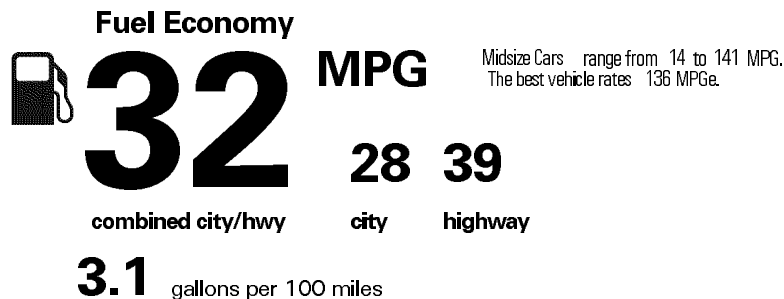 Fuel Economy
32 MPG
Midsize Cars range from 14 to 141 MPG.
The best vehicle rates 136 MPGe.
28 39
combined city/hwy city highway
3.1 gallons per 100 miles